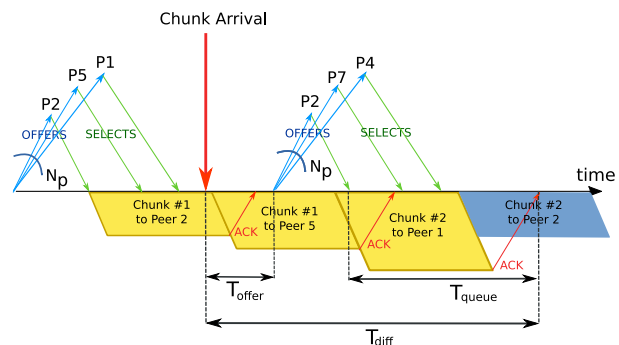 Chunk Arrival
P1
P5
P2
OFFERS
SELECTS
Np
P4
P7
P2
OFFERS
SELECTS
Np
time
Chunk #1
to Peer 2
Chunk #1
to Peer 5
Chunk #2
to Peer 1
Chunk #2
to Peer 2
ACK
ACK
ACK
Toffer
Tqueue
Tdiff